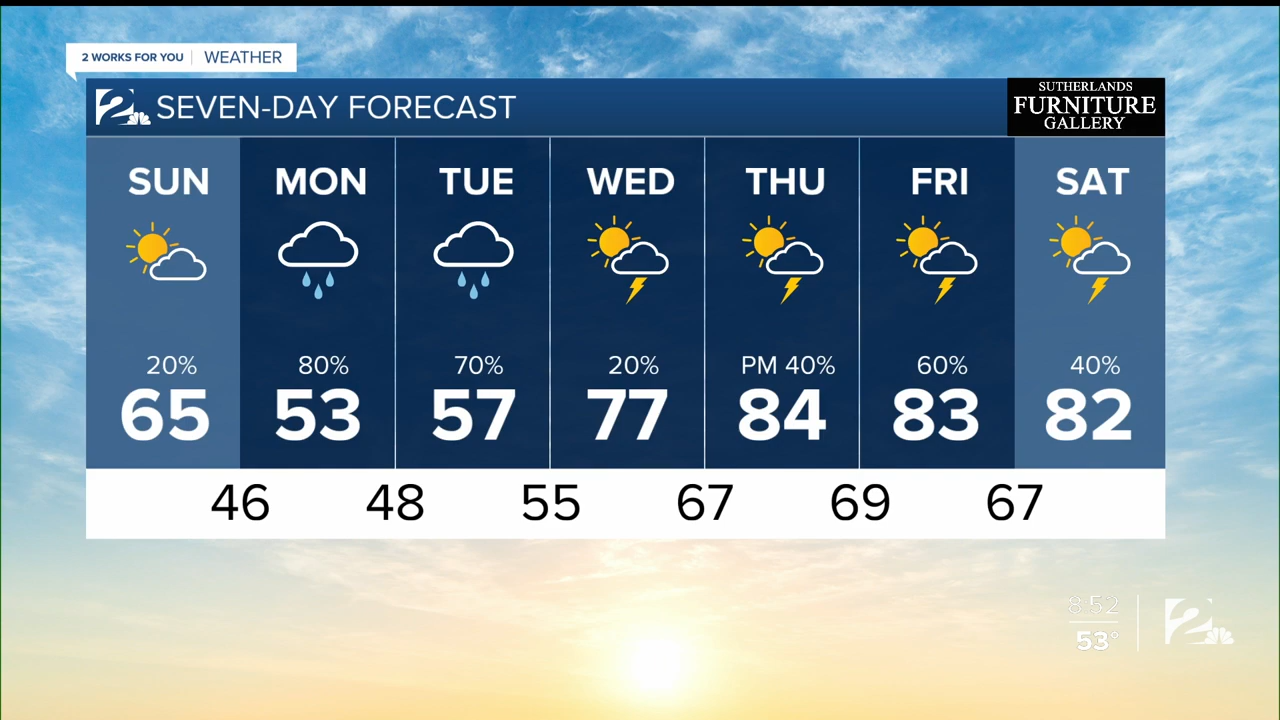 2 WORKS FOR YOU | WEATHER
2 SEVEN-DAY FORECAST
SUTHERLANDS
FURNITURE
GALLERY
SUN MON TUE WED THU FRI SAT
20% 80% 70% 20% PM 40% 60% 40%
65 53 57 77 84 83 82
46 48 55 67 69 67
8:52
53°
2